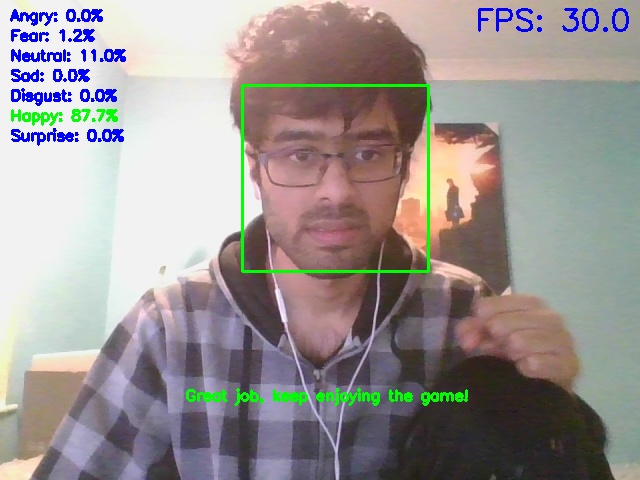 Angry: 0.0%
FPS: 30.0
Fear: 1.2%
Neutral: 11.0%
Sad: 0.0%
Disgust: 0.0%
Happy: 87.7%
Surprise: 0.0%
Great job, keep enjoying the game!